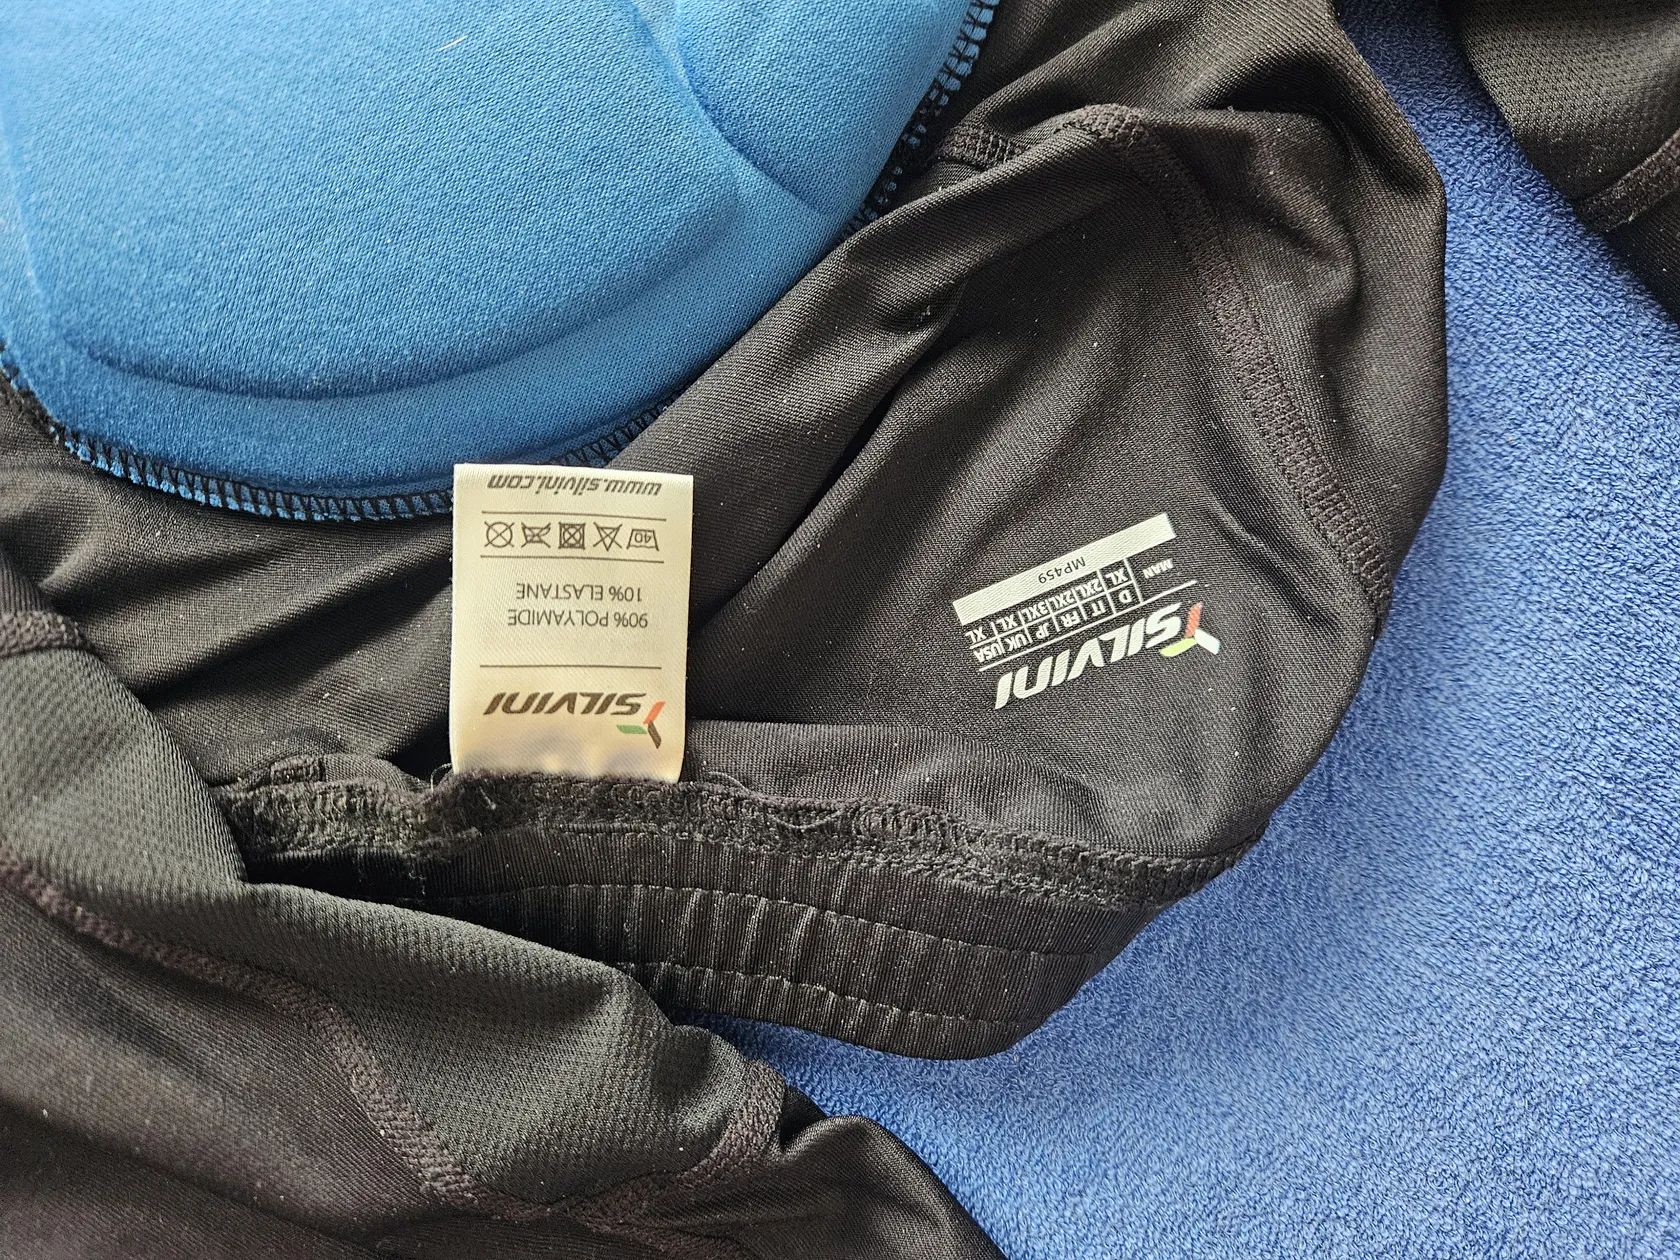 SILVINI
D | IT | FR | JP | UK | USA
MAN XL | 2XL | 2XL | 3XL | XL | XL
MP459
SILVINI
90% POLYAMIDE
10% ELASTANE
40
www.silvini.com